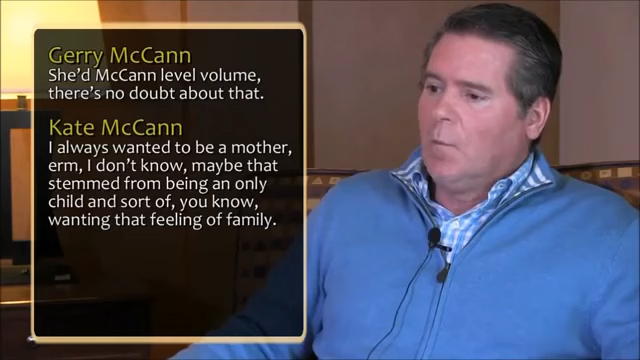 Gerry McCann
She'd McCann level volume,
there's no doubt about that.
Kate McCann
I always wanted to be a mother,
erm, I don't know, maybe that
stemmed from being an only
child and sort of, you know,
wanting that feeling of family.